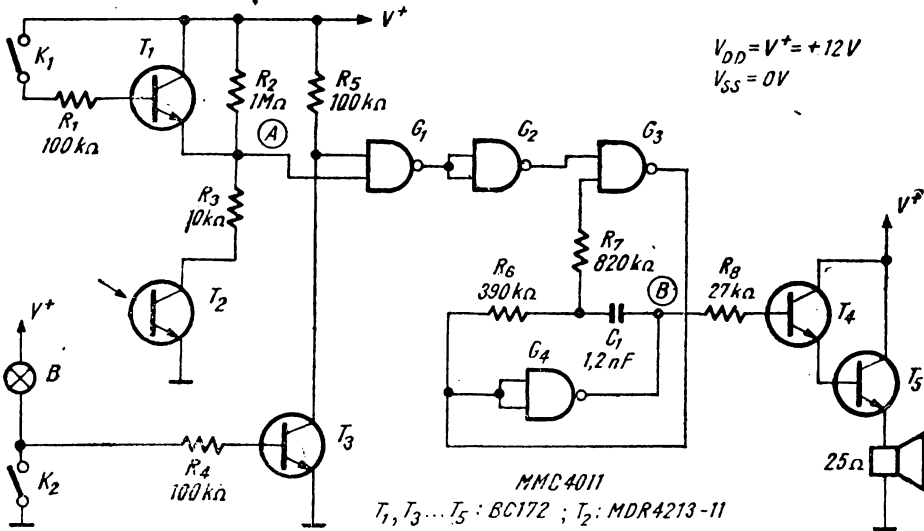 V⁺
K₁
T₁
R₁
100kΩ
R₂
1MΩ
R₅
100kΩ
V_DD = V⁺ = +12V
V_SS = 0V
A
G₁
G₂
G₃
R₃
10kΩ
T₂
R₇
820kΩ
R₆
390kΩ
B
C₁
1,2nF
R₈
27kΩ
V⁺
T₄
T₅
G₄
V⁺
B
K₂
R₄
100kΩ
T₃
25Ω
MMC4011
T₁, T₃...T₅ : BC172 ; T₂ : MDR4213-11